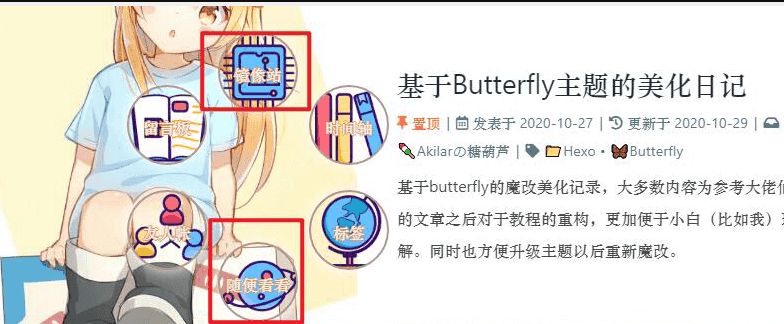 镜像站
留言板
时间轴
友人帐
标签
随便看看
基于Butterfly主题的美化日记
置顶 | 发表于 2020-10-27 | 更新于 2020-10-29 |
Akilarの糖葫芦 | Hexo • Butterfly
基于butterfly的魔改美化记录，大多数内容为参考大佬
的文章之后对于教程的重构，更加便于小白（比如我）
解。同时也方便升级主题以后重新魔改。